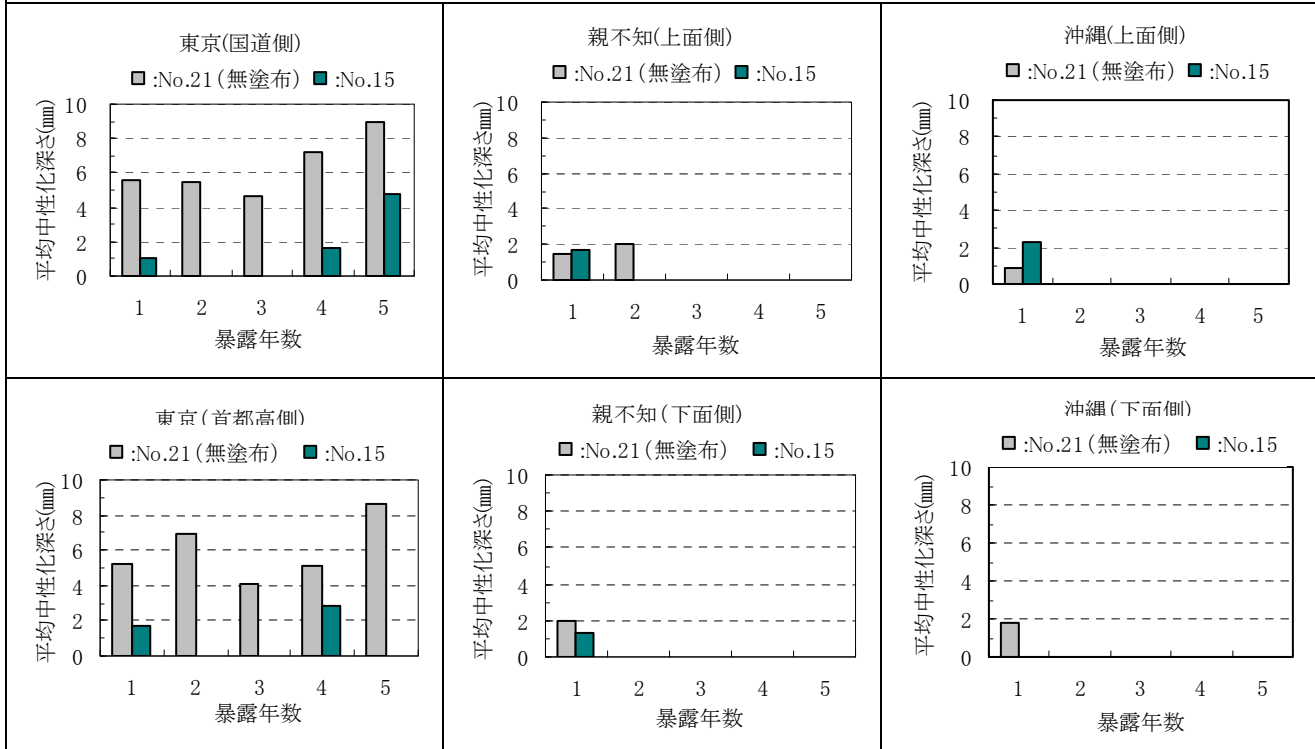 東京(国道側)
:No.21(無塗布) :No.15
平均中性化深さ(mm)
10
8
6
4
2
0
1 2 3 4 5
暴露年数
親不知(上面側)
:No.21(無塗布) :No.15
平均中性化深さ(mm)
10
8
6
4
2
0
1 2 3 4 5
暴露年数
沖縄(上面側)
:No.21(無塗布) :No.15
平均中性化深さ(mm)
10
8
6
4
2
0
1 2 3 4 5
暴露年数
東京(首都高側)
:No.21(無塗布) :No.15
平均中性化深さ(mm)
10
8
6
4
2
0
1 2 3 4 5
暴露年数
親不知(下面側)
:No.21(無塗布) :No.15
平均中性化深さ(mm)
10
8
6
4
2
0
1 2 3 4 5
暴露年数
沖縄(下面側)
:No.21(無塗布) :No.15
平均中性化深さ(mm)
10
8
6
4
2
0
1 2 3 4 5
暴露年数